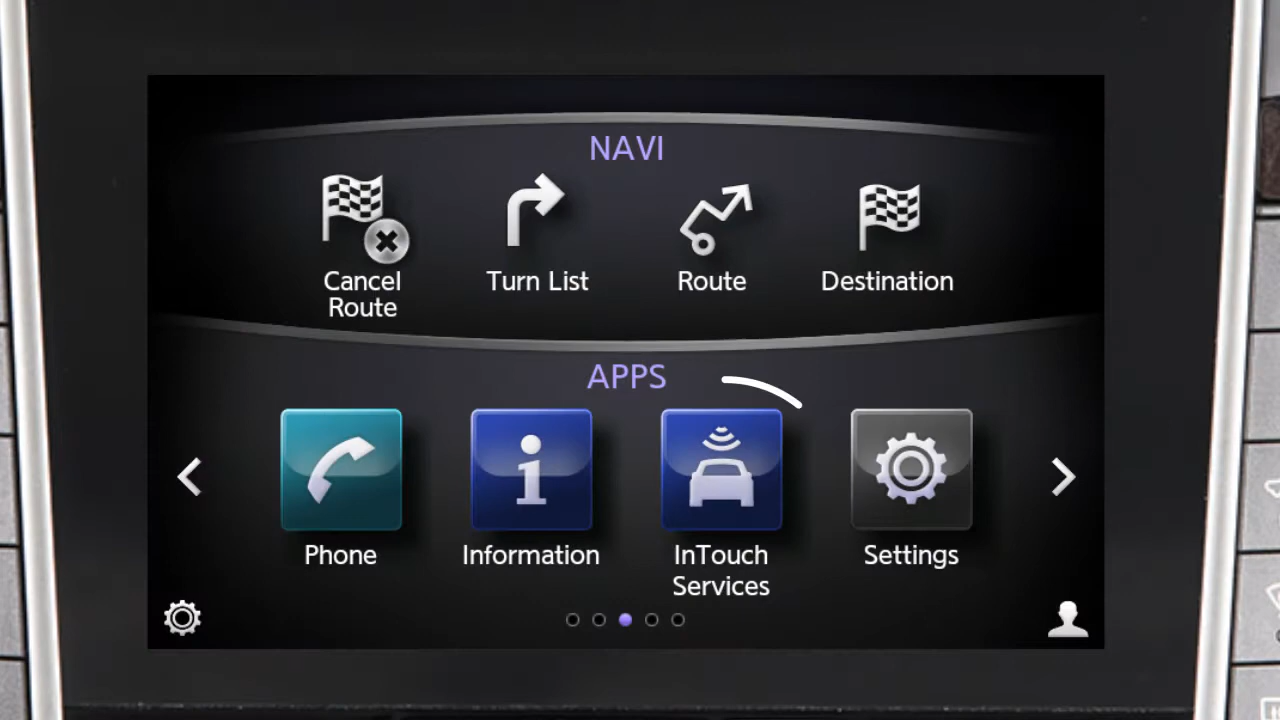 NAVI
Cancel
Route
Turn List
Route
Destination
APPS
Phone
Information
InTouch
Services
Settings